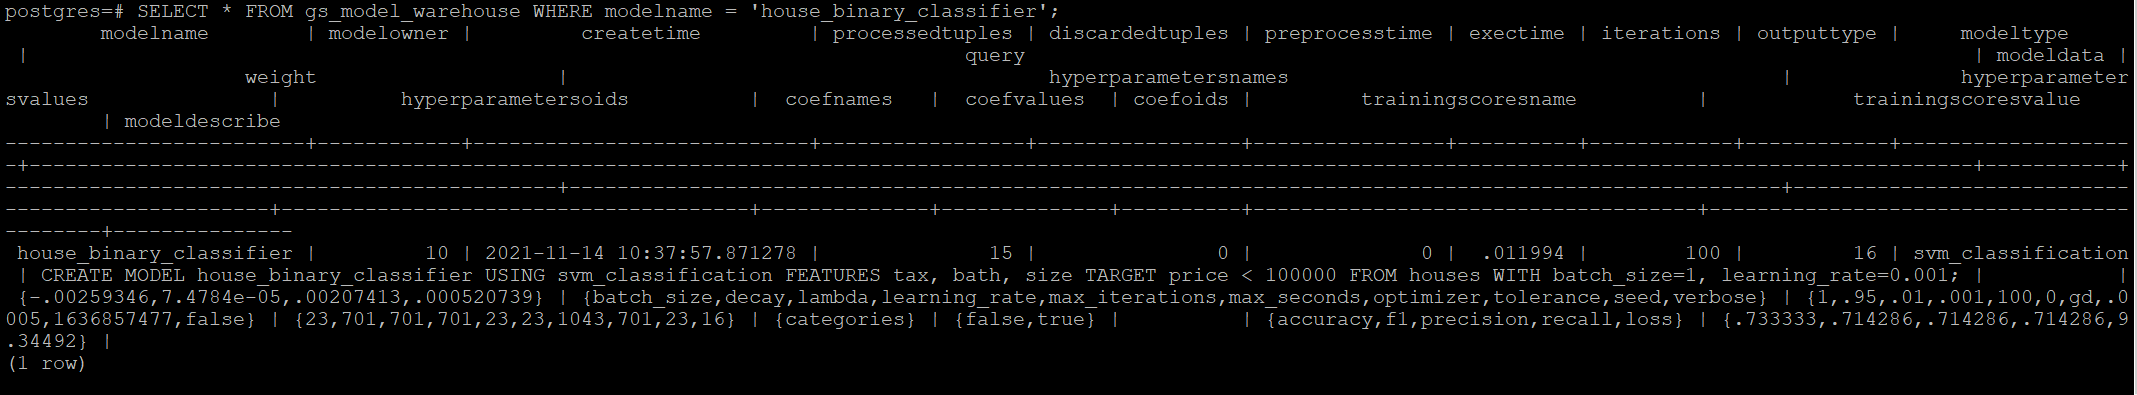 postgres=# SELECT * FROM gs_model_warehouse WHERE modelname = 'house_binary_classifier';
        modelname        | modelowner |         createtime         | processedtuples | discardedtuples | preprocesstime | exectime | iterations | outputtype |     modeltype
 |                                                                               query                                                                                | modeldata |
                    weight                     |                                         hyperparametersnames                                          |              hyperparameter
svalues               |          hyperparametersoids          |  coefnames   |  coefvalues  | coefoids |         trainingscoresname          |            trainingscoresvalue
        | modeldescribe
-------------------------+------------+----------------------------+-----------------+-----------------+----------------+----------+------------+------------+-------------------
-+--------------------------------------------------------------------------------------------------------------------------------------------------------------------+-----------+
-----------------------------------------------+-------------------------------------------------------------------------------------------------------+----------------------------
----------------------+---------------------------------------+--------------+--------------+----------+-------------------------------------+-----------------------------------
--------+---------------
 house_binary_classifier |         10 | 2021-11-14 10:37:57.871278 |              15 |               0 |              0 |  .011994 |        100 |         16 | svm_classification
 | CREATE MODEL house_binary_classifier USING svm_classification FEATURES tax, bath, size TARGET price < 100000 FROM houses WITH batch_size=1, learning_rate=0.001; |           |
 {-.00259346,7.4784e-05,.00207413,.000520739} | {batch_size,decay,lambda,learning_rate,max_iterations,max_seconds,optimizer,tolerance,seed,verbose} | {1,.95,.01,.001,100,0,gd,.0
005,1636857477,false} | {23,701,701,701,23,23,1043,701,23,16} | {categories} | {false,true} |          | {accuracy,f1,precision,recall,loss} | {.733333,.714286,.714286,.714286,9
.34492} |
(1 row)